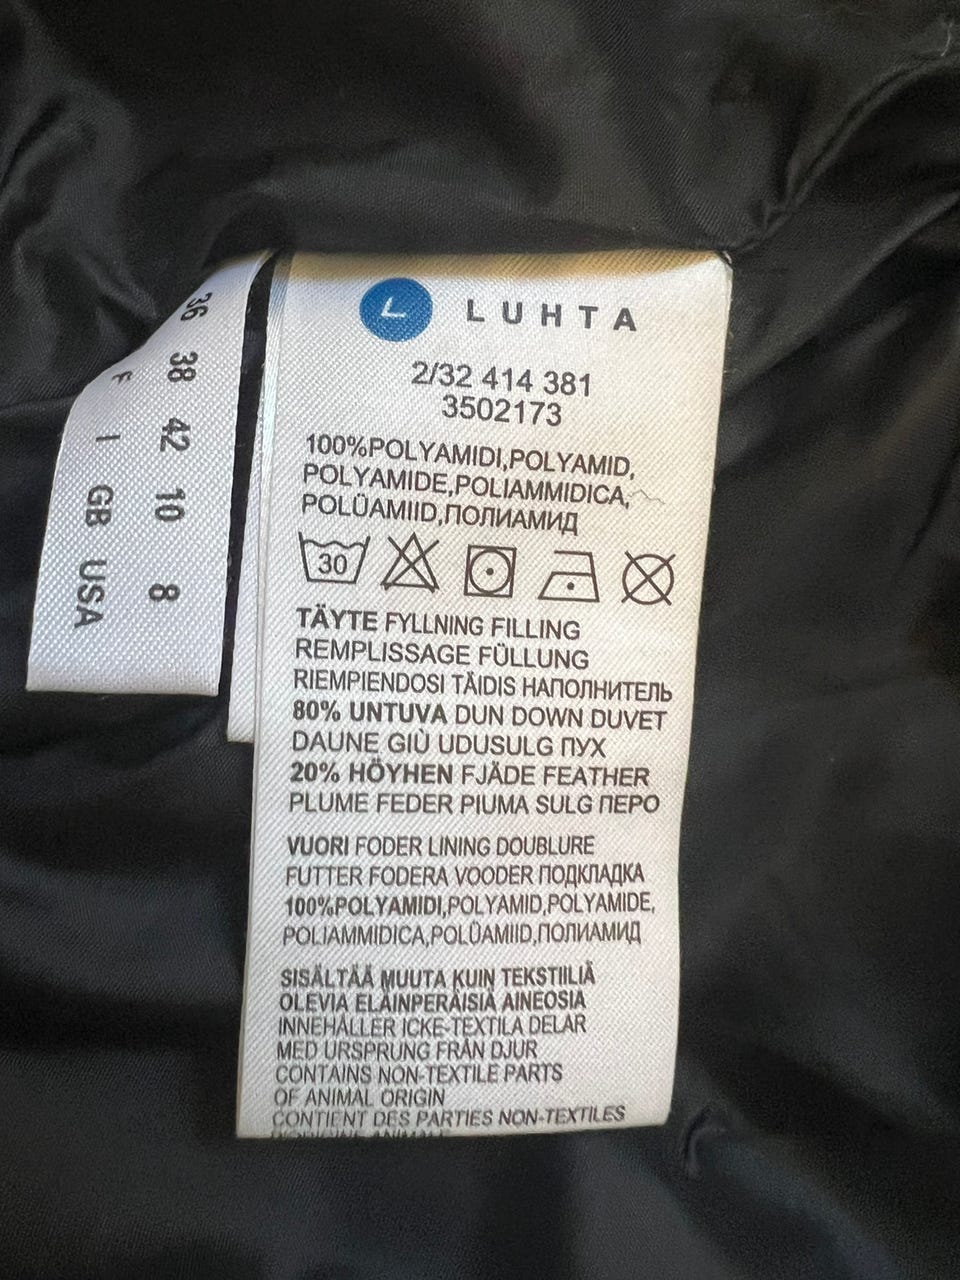 36
38 F
42 I
10 GB
8 USA
L LUHTA
2/32 414 381
3502173
100%POLYAMIDI,POLYAMID,
POLYAMIDE,POLIAMMIDICA,
POLÜAMIID,ПОЛИАМИД
30
TÄYTE FYLLNING FILLING
REMPLISSAGE FÜLLUNG
RIEMPIENDOSI TÄIDIS НАПОЛНИТЕЛЬ
80% UNTUVA DUN DOWN DUVET
DAUNE GIÙ UDUSULG ПУХ
20% HÖYHEN FJÄDE FEATHER
PLUME FEDER PIUMA SULG ПЕРО
VUORI FODER LINING DOUBLURE
FUTTER FODERA VOODER ПОДКЛАДКА
100%POLYAMIDI,POLYAMID,POLYAMIDE,
POLIAMMIDICA,POLÜAMIID,ПОЛИАМИД
SISÄLTÄÄ MUUTA KUIN TEKSTIILIÄ
OLEVIA ELÄINPERÄISIÄ AINEOSIA
INNEHÅLLER ICKE-TEXTILA DELAR
MED URSPRUNG FRÅN DJUR
CONTAINS NON-TEXTILE PARTS
OF ANIMAL ORIGIN
CONTIENT DES PARTIES NON-TEXTILES